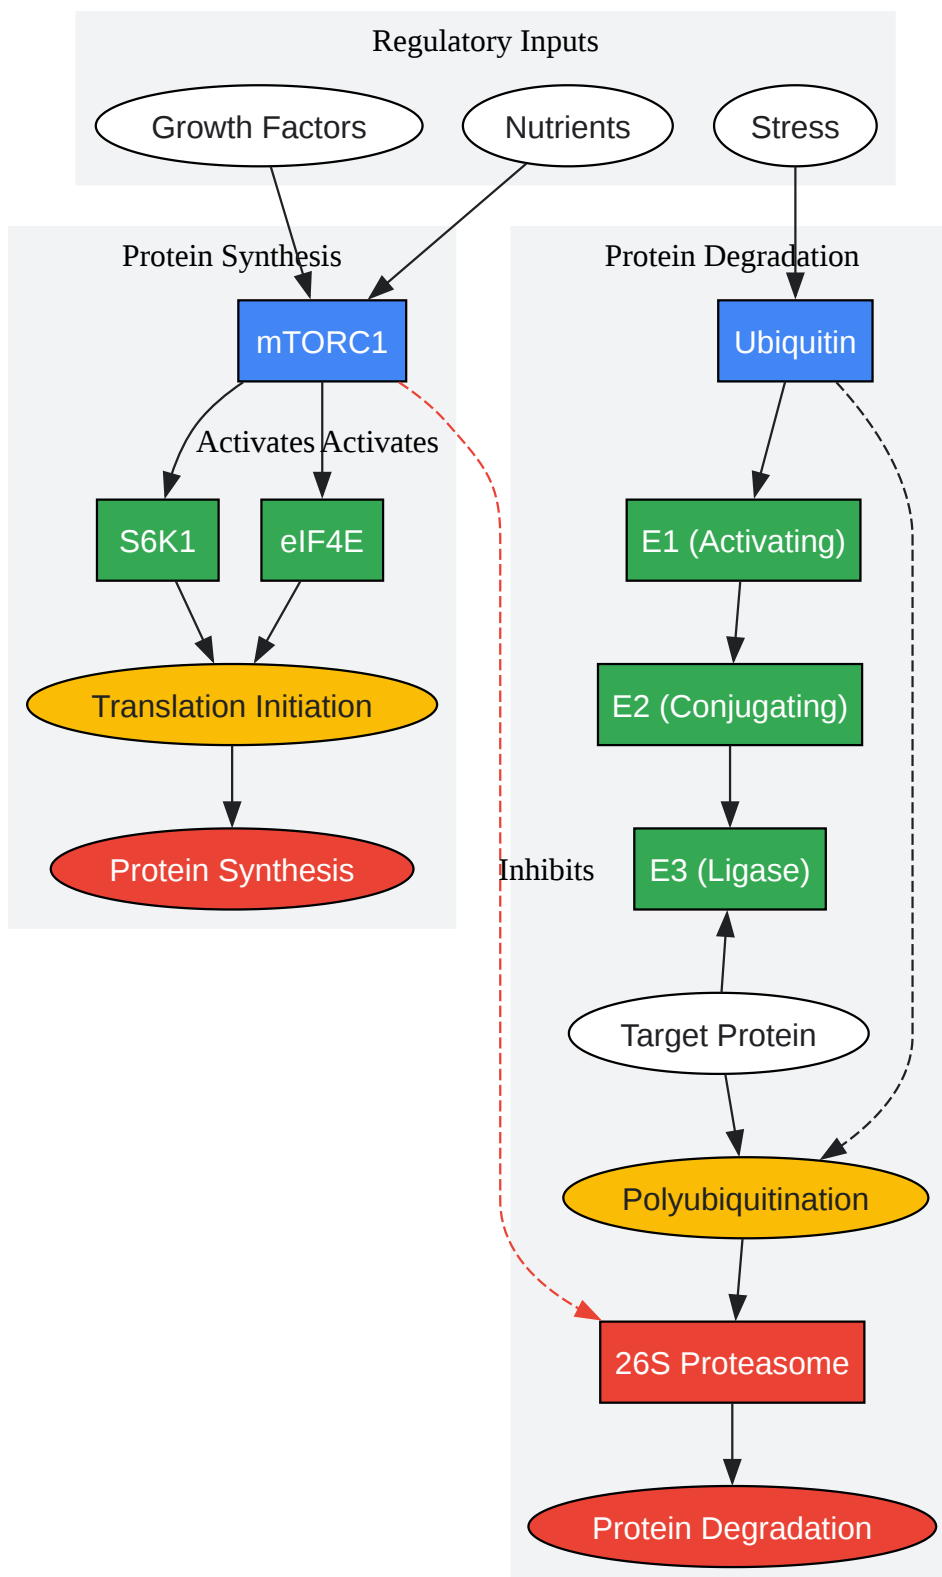 Regulatory Inputs
Growth Factors
Nutrients
Stress
Protein Synthesis
Protein Degradation
mTORC1
Ubiquitin
Activates
Activates
S6K1
eIF4E
E1 (Activating)
Translation Initiation
E2 (Conjugating)
Protein Synthesis
Inhibits
E3 (Ligase)
Target Protein
Polyubiquitination
26S Proteasome
Protein Degradation